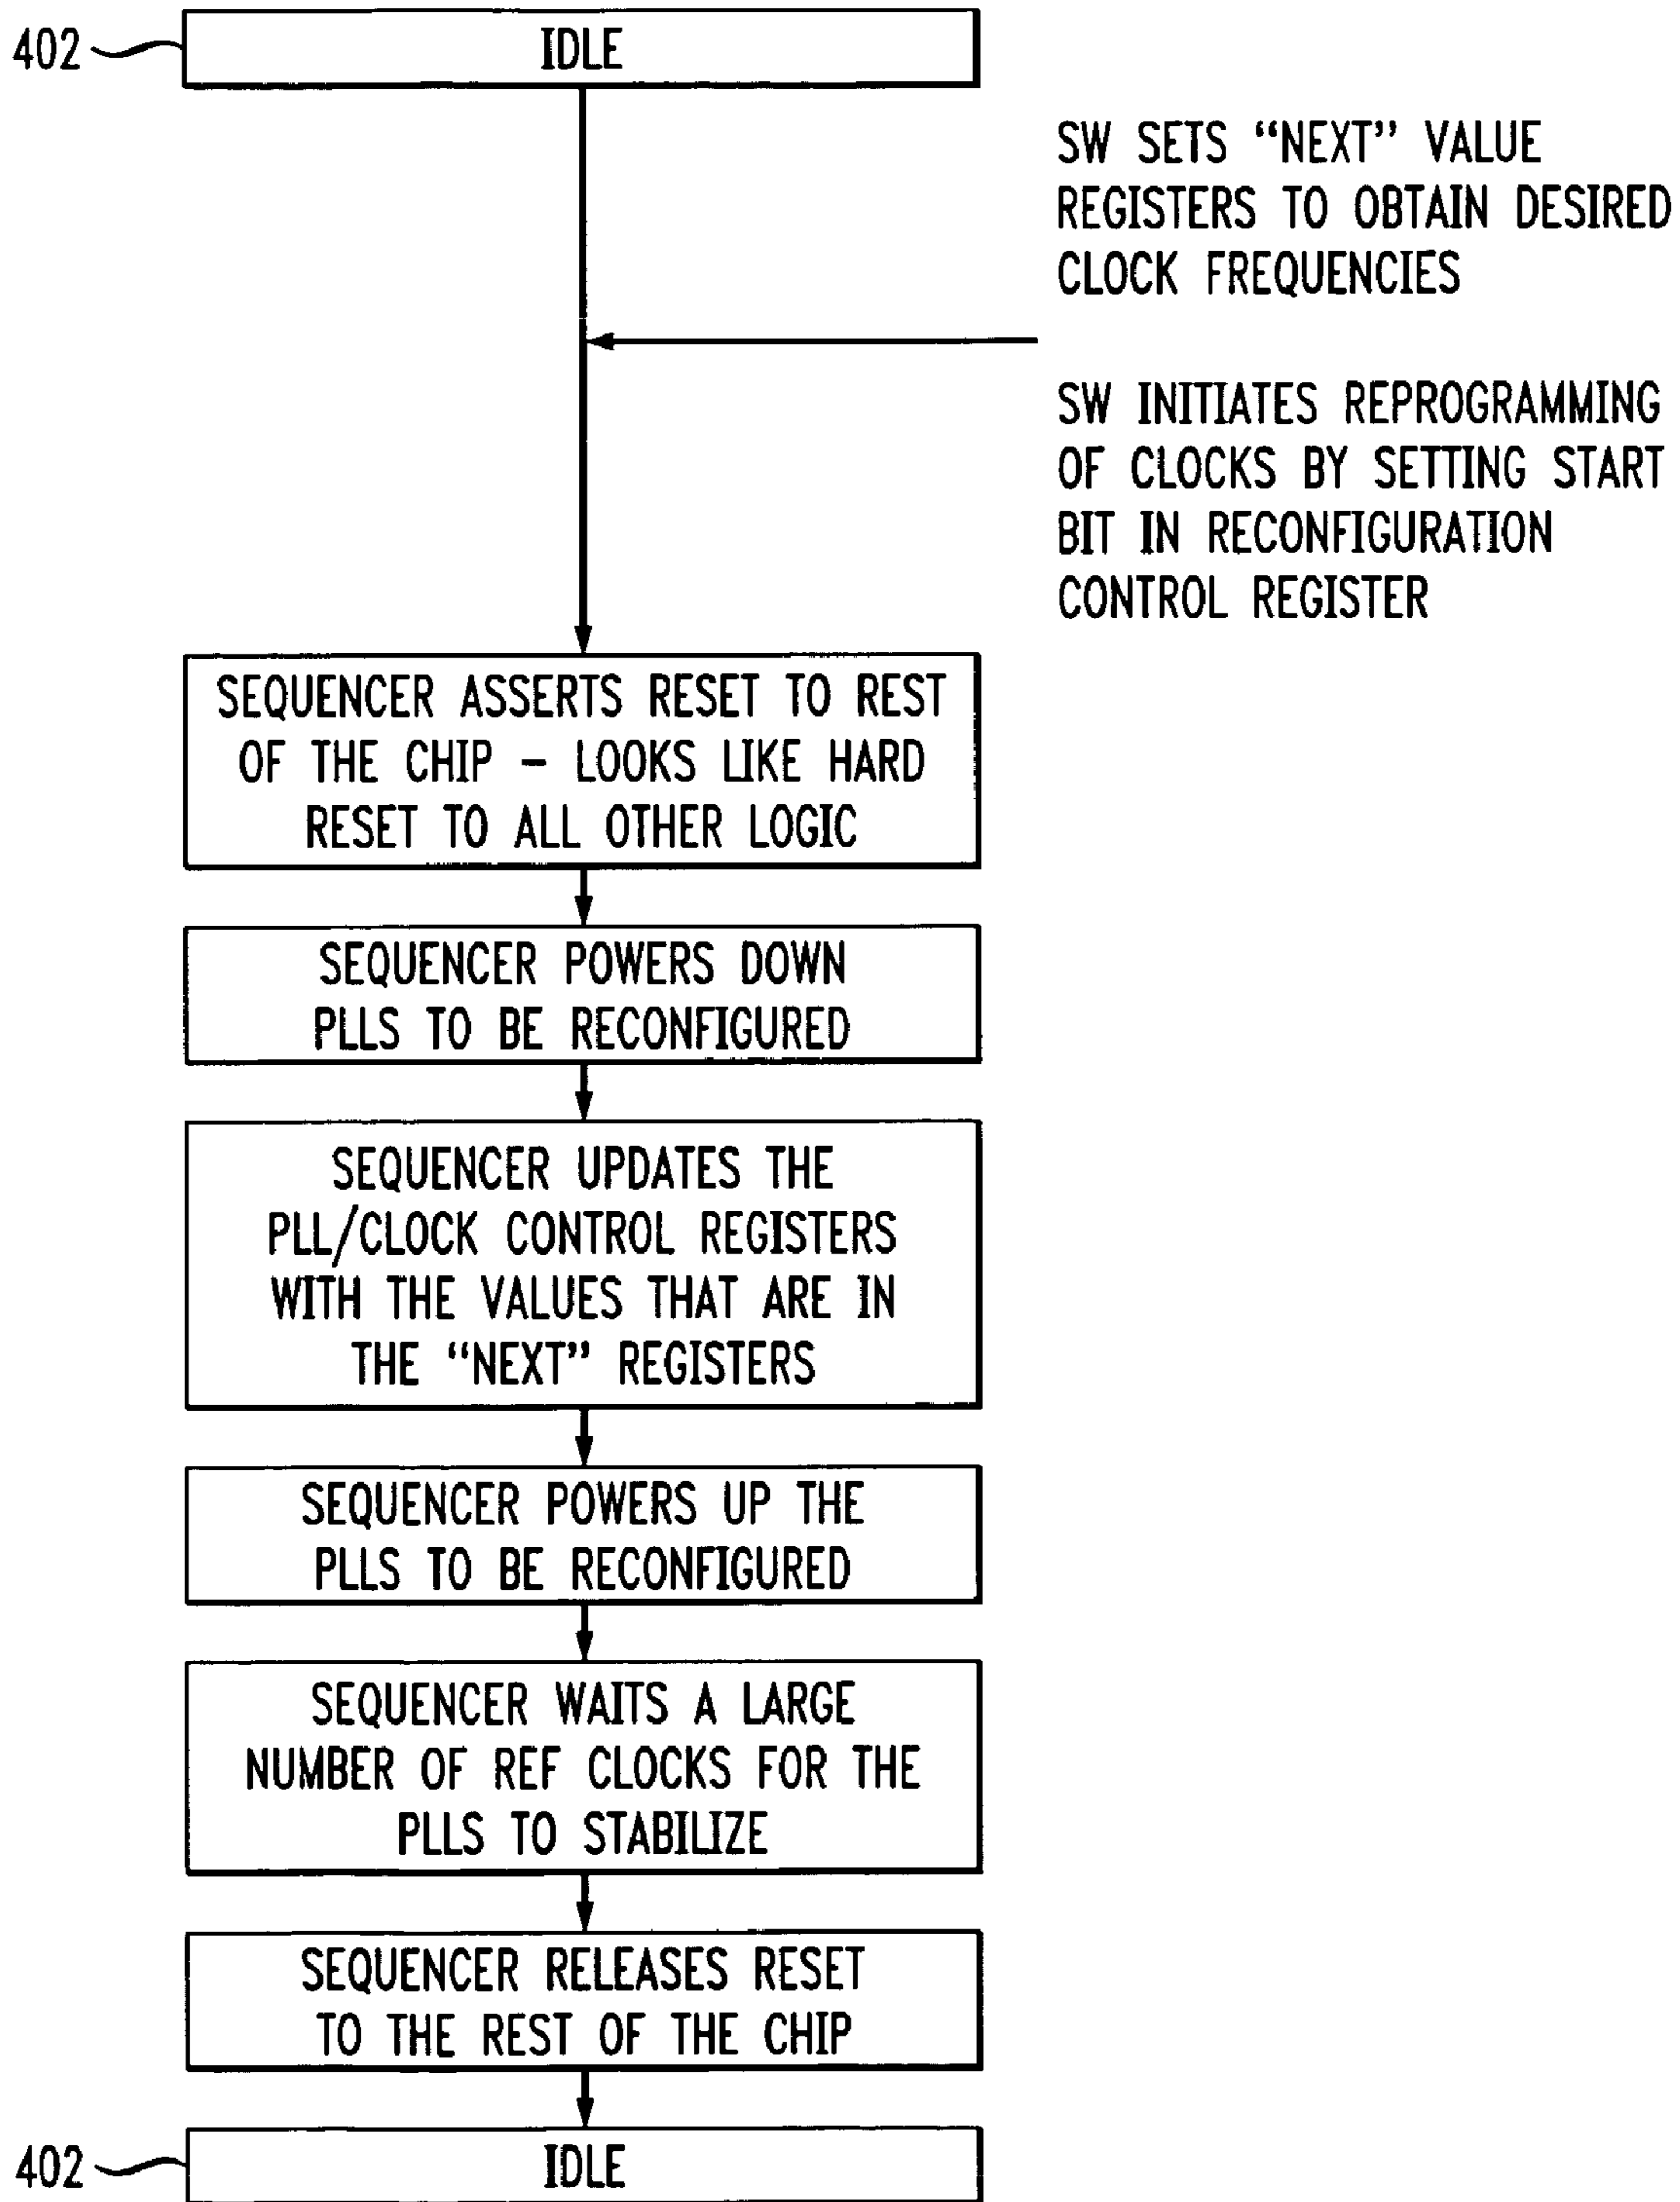 402
IDLE
SW SETS “NEXT” VALUE
REGISTERS TO OBTAIN DESIRED
CLOCK FREQUENCIES
SW INITIATES REPROGRAMMING
OF CLOCKS BY SETTING START
BIT IN RECONFIGURATION
CONTROL REGISTER
SEQUENCER ASSERTS RESET TO REST
OF THE CHIP – LOOKS LIKE HARD
RESET TO ALL OTHER LOGIC
SEQUENCER POWERS DOWN
PLLS TO BE RECONFIGURED
SEQUENCER UPDATES THE
PLL/CLOCK CONTROL REGISTERS
WITH THE VALUES THAT ARE IN
THE “NEXT” REGISTERS
SEQUENCER POWERS UP THE
PLLS TO BE RECONFIGURED
SEQUENCER WAITS A LARGE
NUMBER OF REF CLOCKS FOR THE
PLLS TO STABILIZE
SEQUENCER RELEASES RESET
TO THE REST OF THE CHIP
402
IDLE